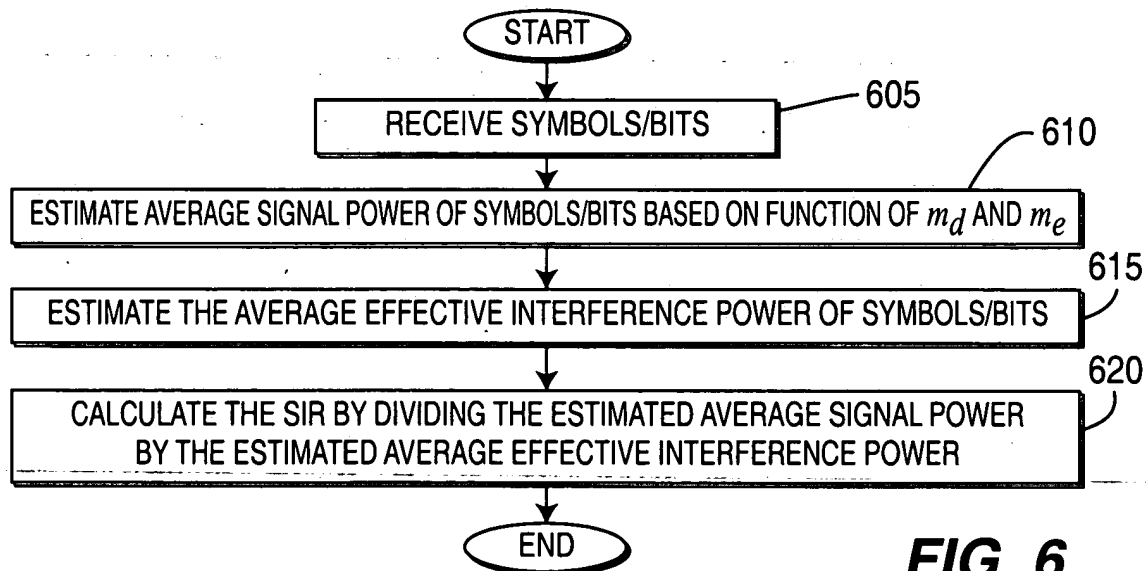 START
605
RECEIVE SYMBOLS/BITS
610
ESTIMATE AVERAGE SIGNAL POWER OF SYMBOLS/BITS BASED ON FUNCTION OF m_d AND m_e
615
ESTIMATE THE AVERAGE EFFECTIVE INTERFERENCE POWER OF SYMBOLS/BITS
620
CALCULATE THE SIR BY DIVIDING THE ESTIMATED AVERAGE SIGNAL POWER
BY THE ESTIMATED AVERAGE EFFECTIVE INTERFERENCE POWER
END
FIG. 6